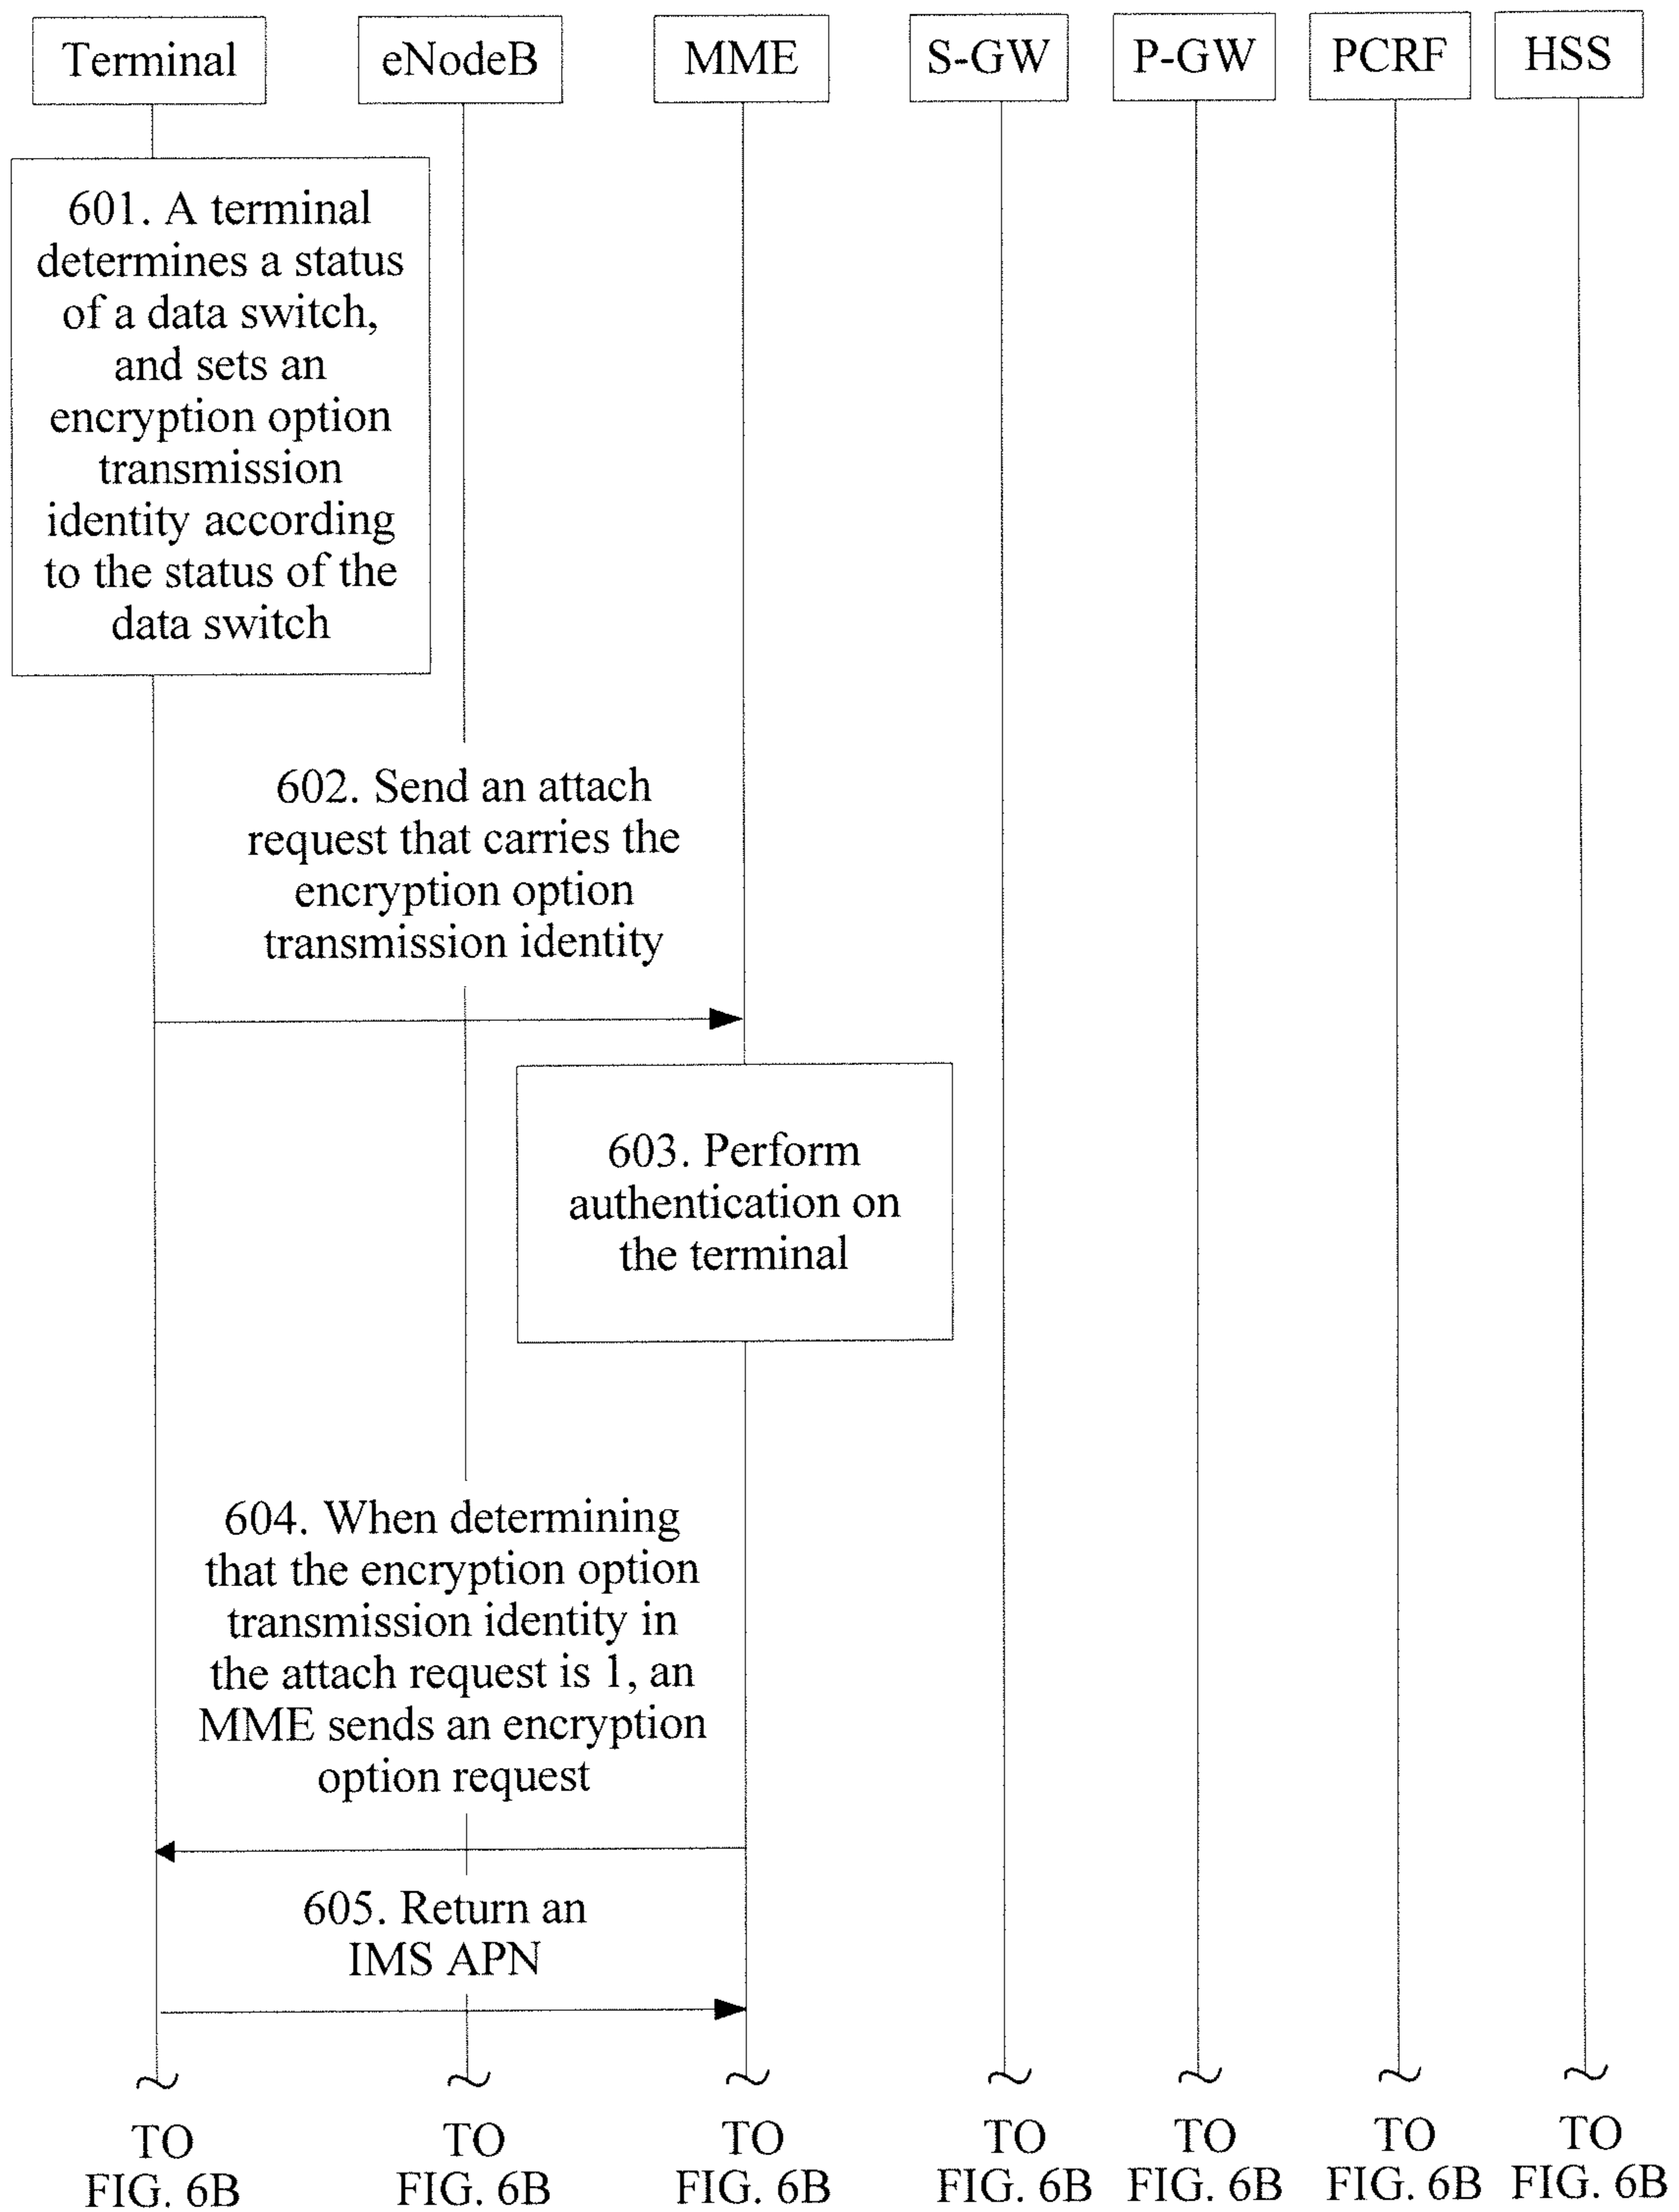 Terminal
eNodeB
MME
S-GW
P-GW
PCRF
HSS
601. A terminal
determines a status
of a data switch,
and sets an
encryption option
transmission
identity according
to the status of the
data switch
602. Send an attach
request that carries the
encryption option
transmission identity
603. Perform
authentication on
the terminal
604. When determining
that the encryption option
transmission identity in
the attach request is 1, an
MME sends an encryption
option request
605. Return an
IMS APN
TO
FIG. 6B
TO
FIG. 6B
TO
FIG. 6B
TO
FIG. 6B
TO
FIG. 6B
TO
FIG. 6B
TO
FIG. 6B